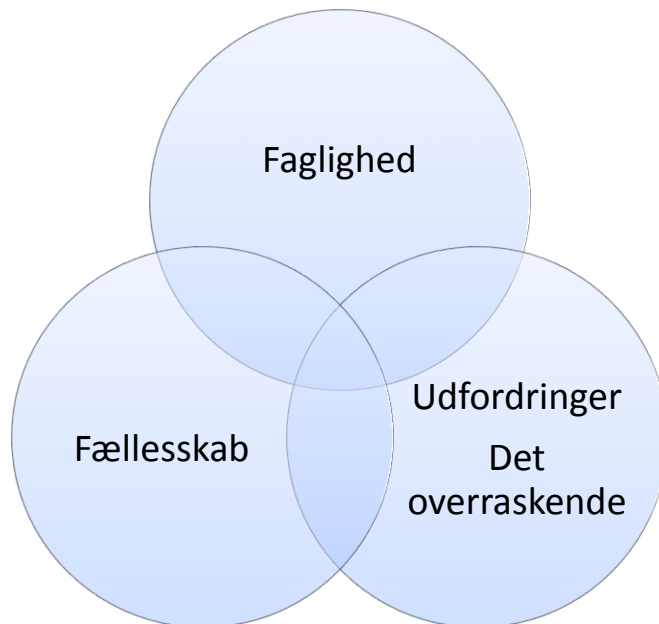 Faglighed
Fællesskab
Udfordringer
Det
overraskende